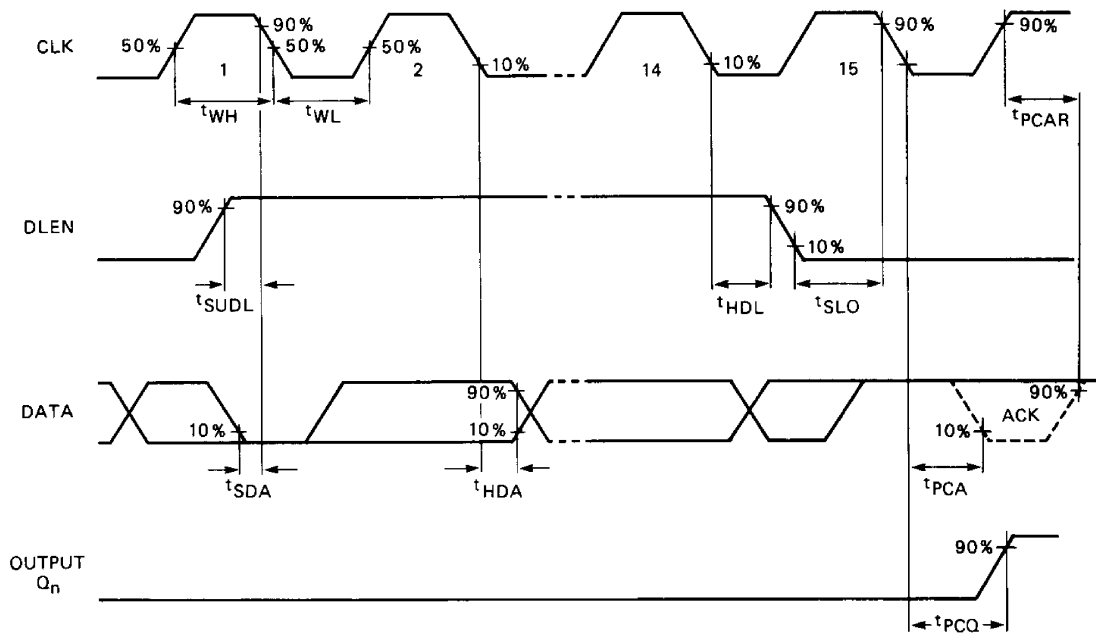 CLK
50%
90%
50%
50%
10%
10%
90%
90%
1
2
14
15
tWH
tWL
tPCAR
DLEN
90%
90%
10%
tSUDL
tHDL
tSLO
DATA
10%
90%
10%
ACK
90%
10%
tSDA
tHDA
tPCA
OUTPUT
Qn
90%
tPCQ